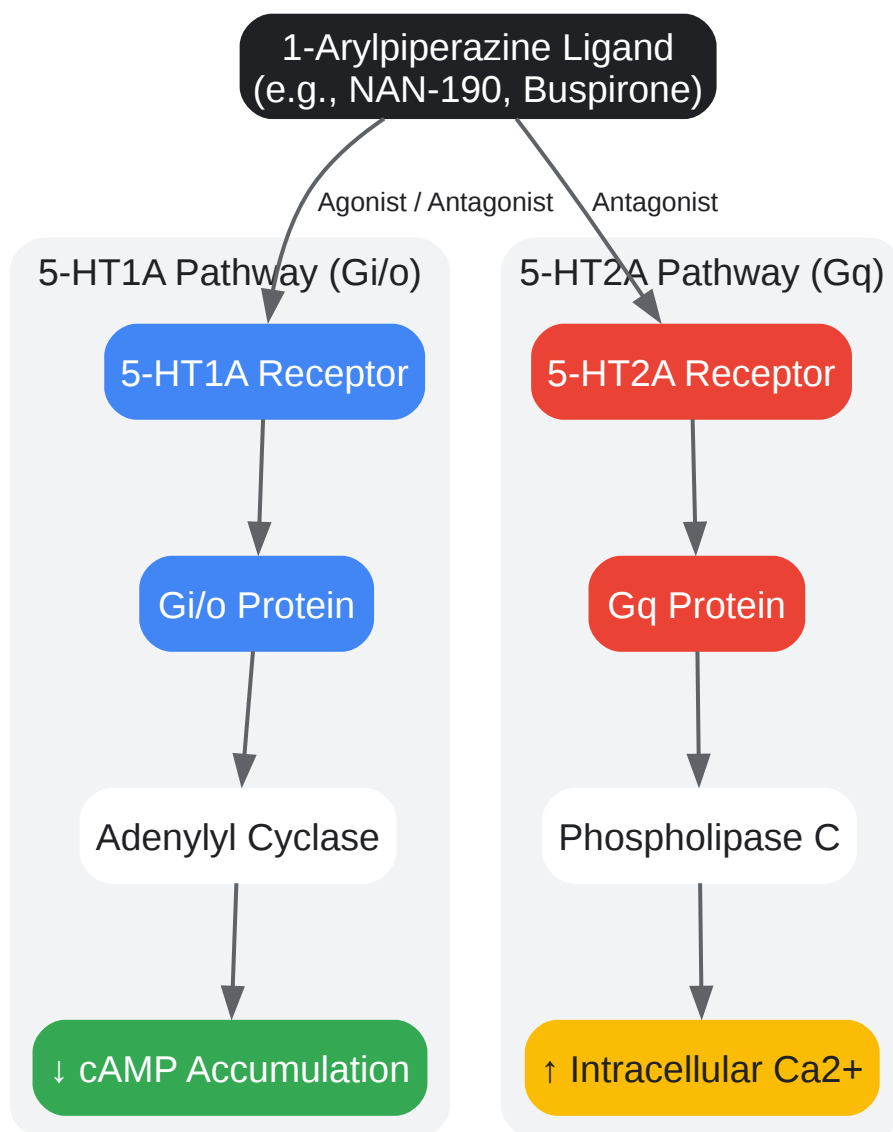 1-Arylpiperazine Ligand
(e.g., NAN-190, Buspirone)
Agonist / Antagonist
Antagonist
5-HT1A Pathway (Gi/o)
5-HT2A Pathway (Gq)
5-HT1A Receptor
5-HT2A Receptor
Gi/o Protein
Gq Protein
Adenylyl Cyclase
Phospholipase C
↓ cAMP Accumulation
↑ Intracellular Ca2+